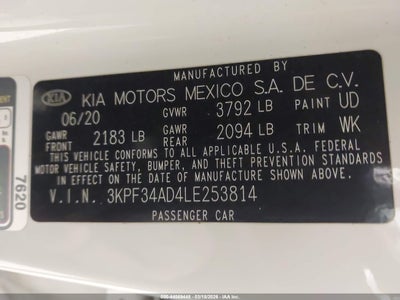 MANUFACTURED BY
KIA
KIA MOTORS MEXICO S.A. DE C.V.
06/20 GVWR 3792 LB PAINT UD
GAWR FRONT 2183 LB GAWR REAR 2094 LB TRIM WK
THIS VEHICLE CONFORMS TO ALL APPLICABLE U.S.A. FEDERAL
MOTOR VEHICLE SAFETY, BUMPER, AND THEFT PREVENTION
STANDARDS IN EFFECT ON THE DATE OF MANUFACTURE SHOWN ABOVE.
V.I.N. 3KPF34AD4LE253814
PASSENGER CAR
7620